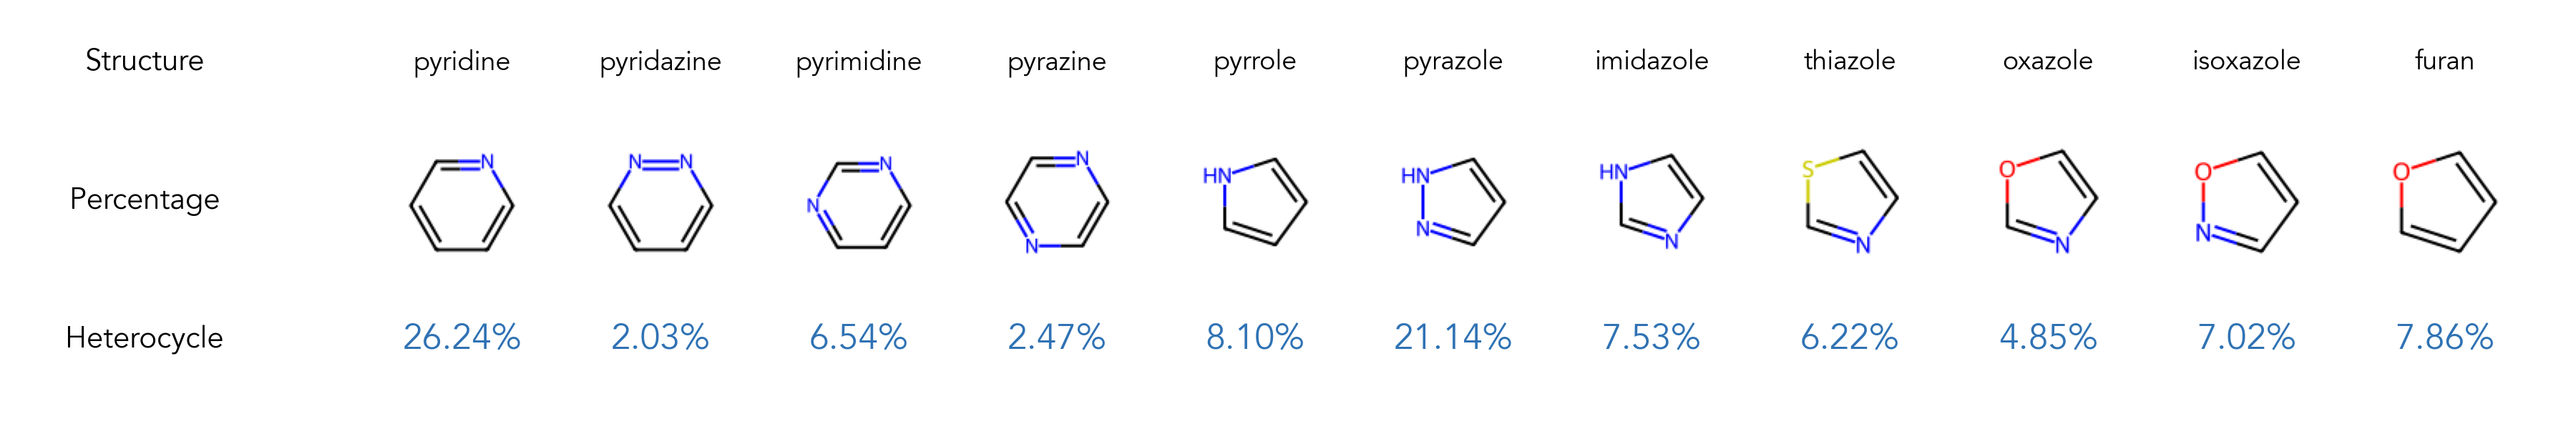 Structure pyridine pyridazine pyrimidine pyrazine pyrrole pyrazole imidazole thiazole oxazole isoxazole furan
Percentage N N N N N N N HN HN N HN N S N O N O N O
Heterocycle 26.24% 2.03% 6.54% 2.47% 8.10% 21.14% 7.53% 6.22% 4.85% 7.02% 7.86%